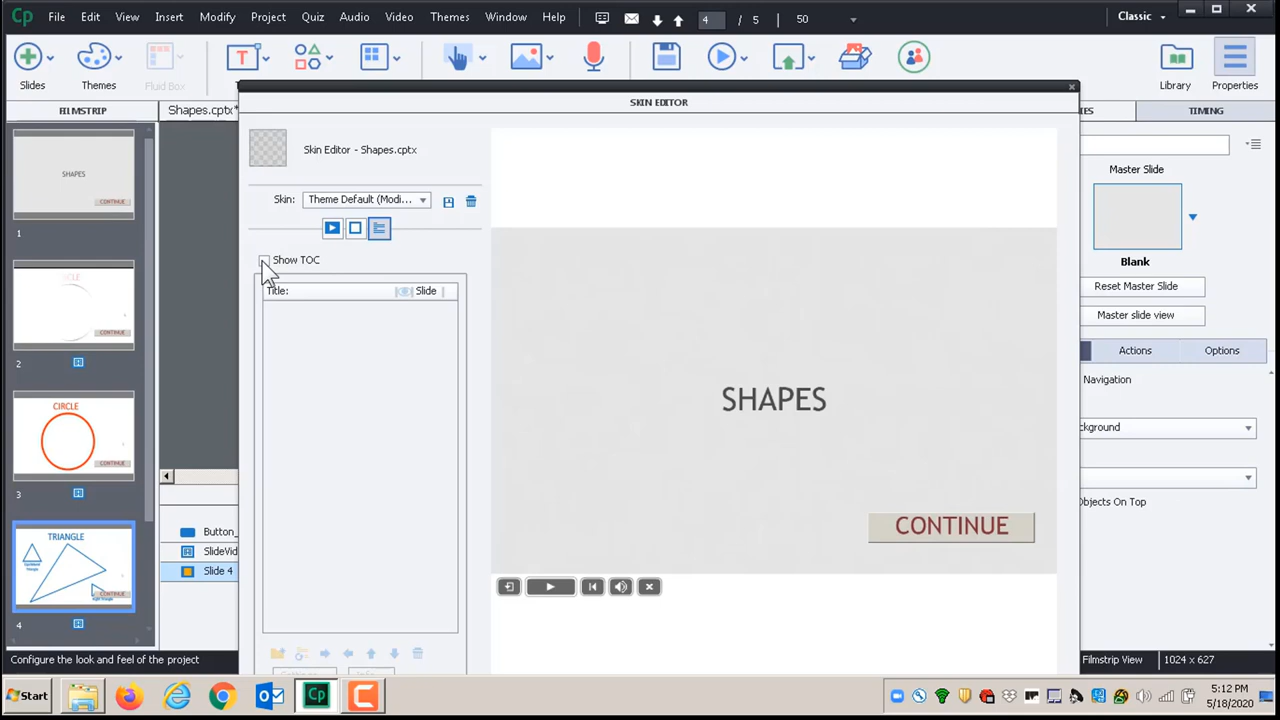 Cp File Edit View Insert Modify Project Quiz Audio Video Themes Window Help 4 / 5 50 Classic
Slides Themes Fluid Box T Library Properties
FILMSTRIP Shapes.cptx* SKIN EDITOR TIMING
Skin Editor - Shapes.cptx
Skin: Theme Default (Modi...
Show TOC
Title: Slide
SHAPES
CONTINUE
SHAPES
CONTINUE
1
CONTINUE
2
CIRCLE
CONTINUE
3
TRIANGLE
CONTINUE
4
Button_
SlideVid
Slide 4
Master Slide
Blank
Reset Master Slide
Master slide view
Actions Options
Navigation
ckground
Objects On Top
Configure the look and feel of the project Filmstrip View 1024 x 627
Start Cp 5:12 PM
5/18/2020